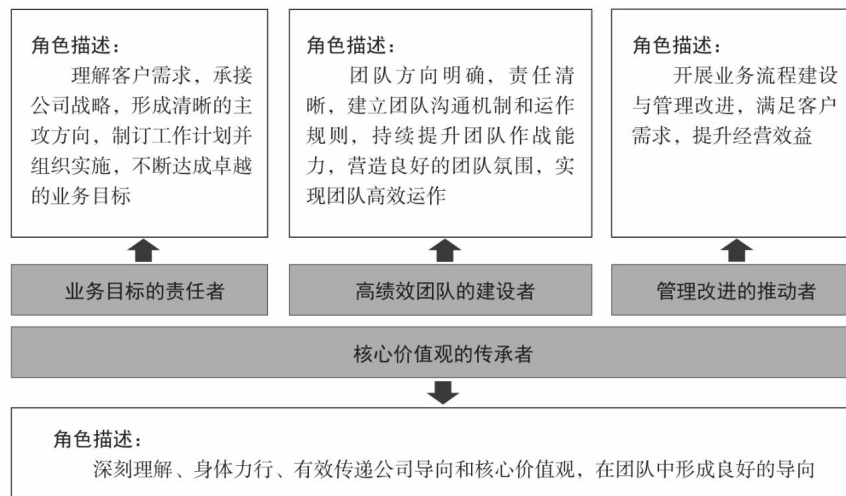 角色描述：
理解客户需求，承接
公司战略，形成清晰的主
攻方向，制订工作计划并
组织实施，不断达成卓越
的业务目标
角色描述：
团队方向明确，责任清
晰，建立团队沟通机制和运作
规则，持续提升团队作战能
力，营造良好的团队氛围，实
现团队高效运作
角色描述：
开展业务流程建设
与管理改进，满足客户
需求，提升经营效益
业务目标的责任者
高绩效团队的建设者
管理改进的推动者
核心价值观的传承者
角色描述：
深刻理解、身体力行、有效传递公司导向和核心价值观，在团队中形成良好的导向